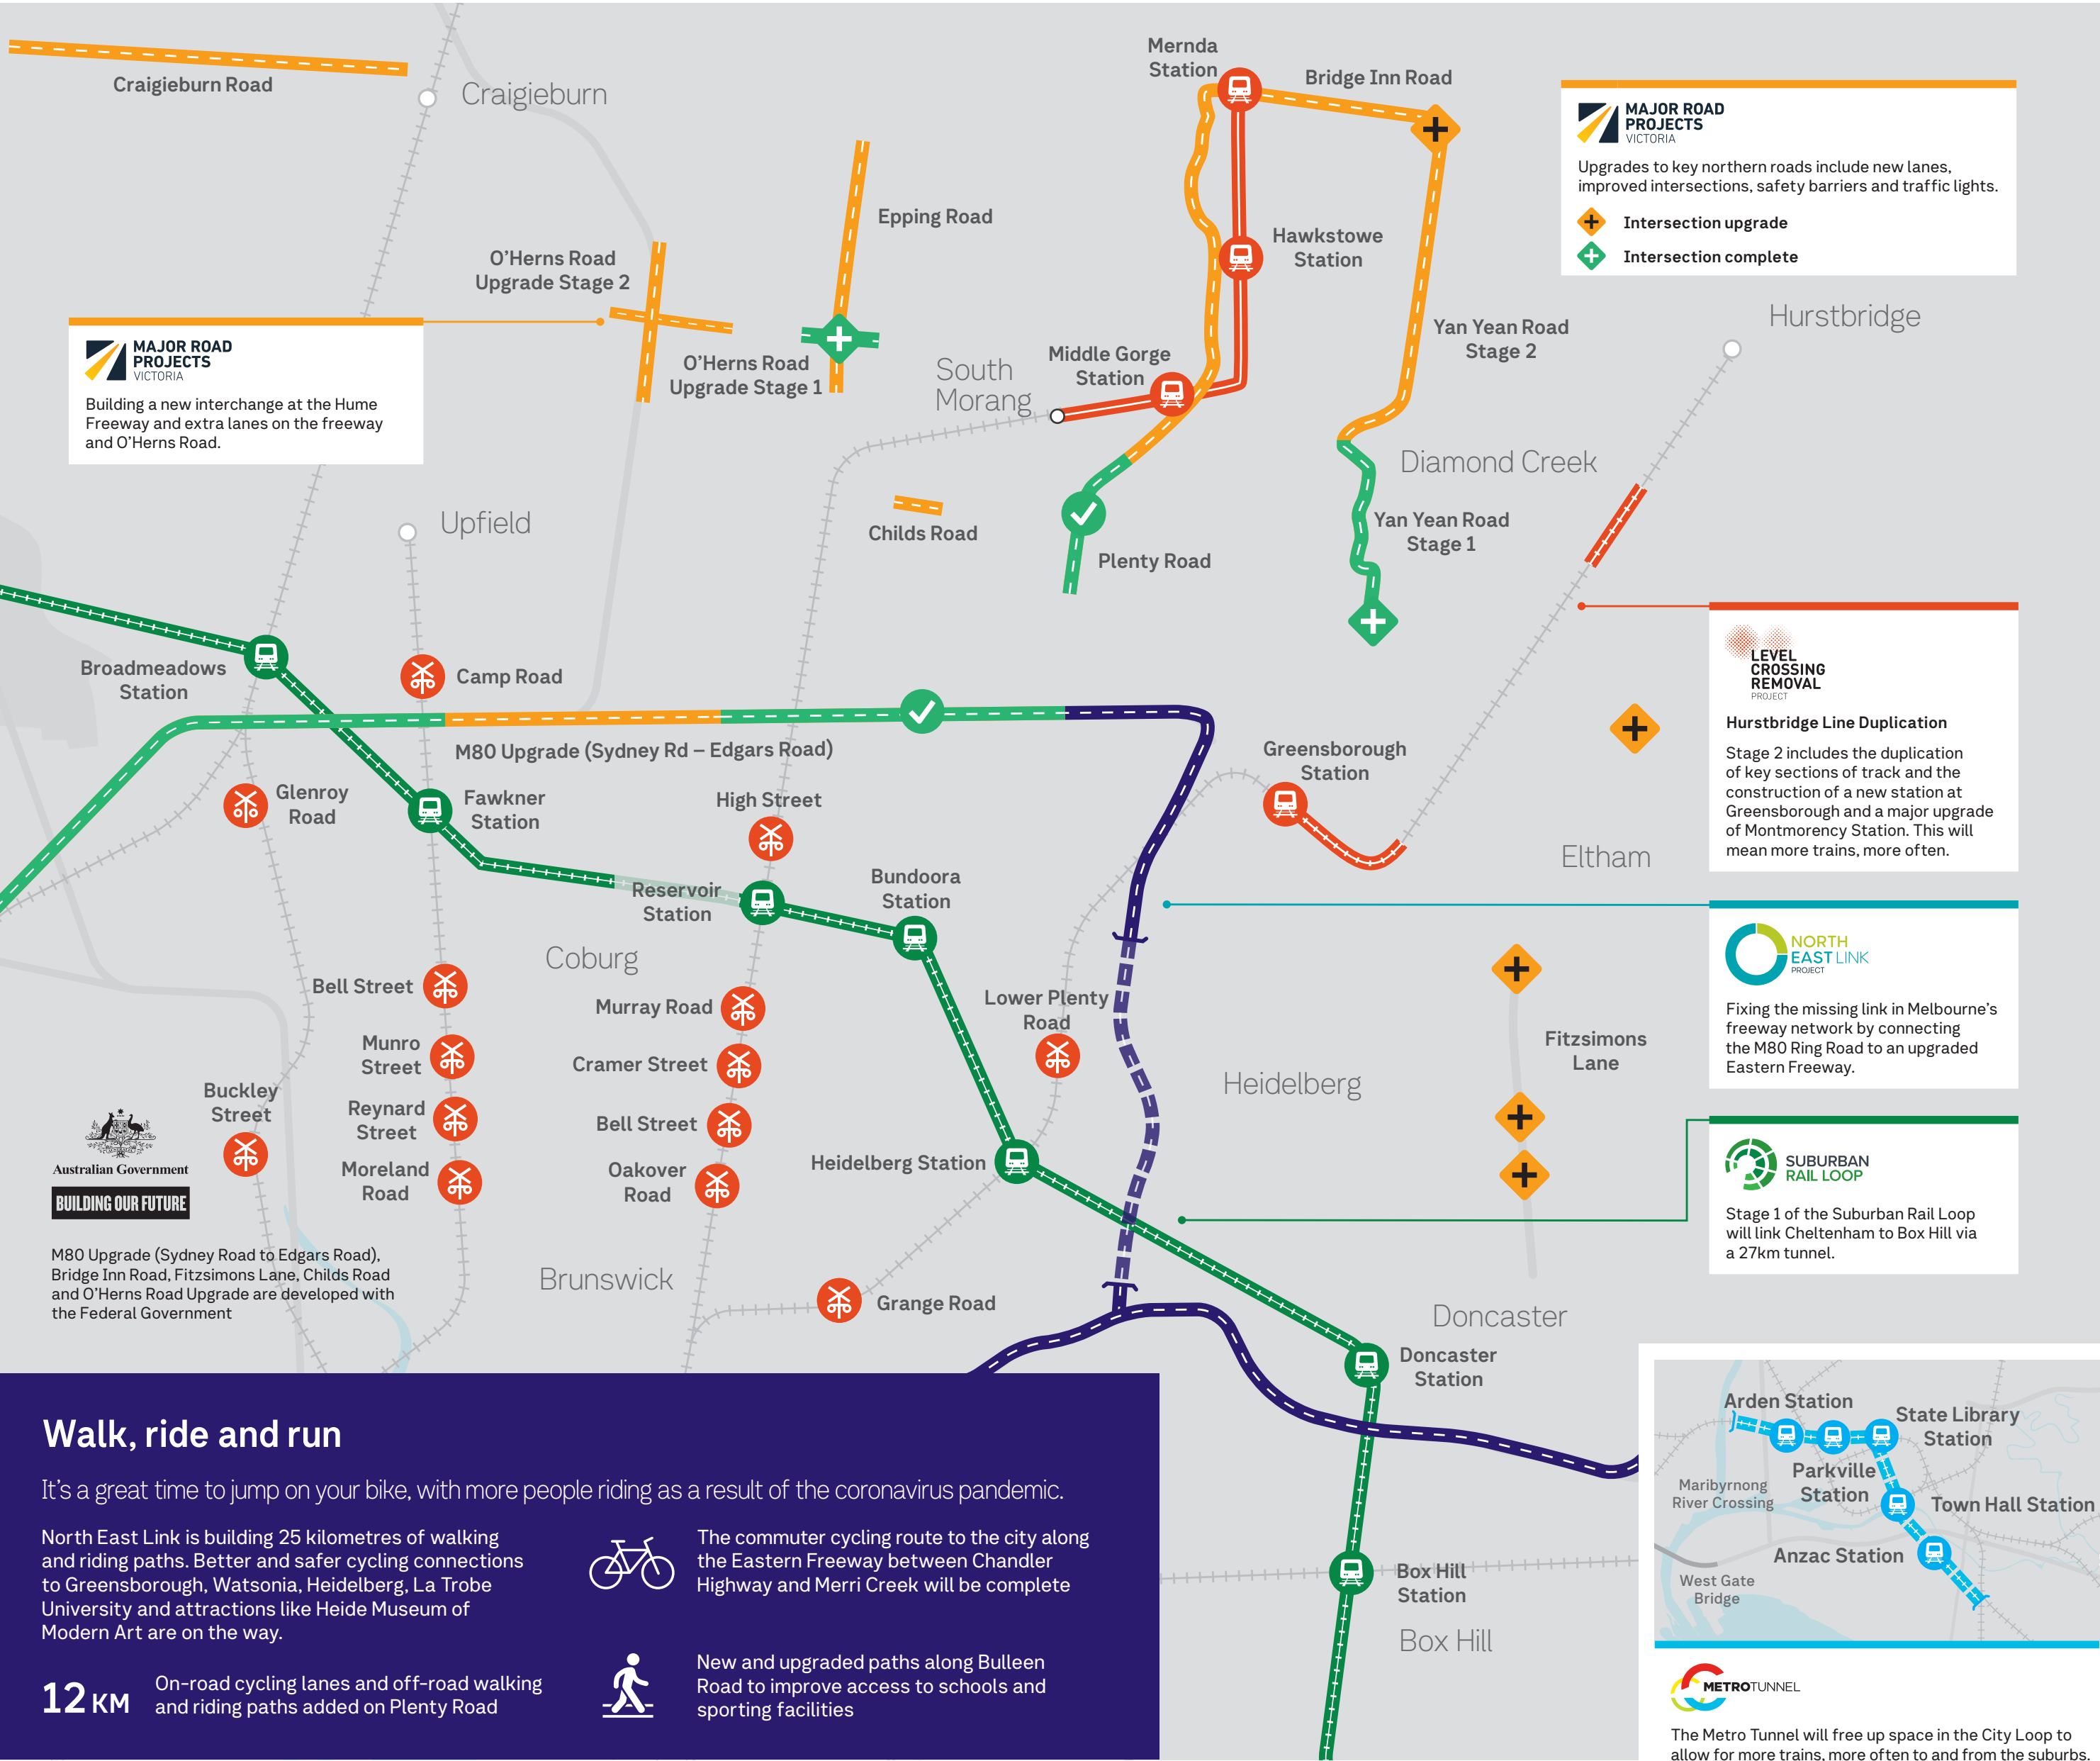 Craigieburn Road
Craigieburn
Mernda
Station
Bridge Inn Road
MAJOR ROAD
PROJECTS
VICTORIA
Upgrades to key northern roads include new lanes,
improved intersections, safety barriers and traffic lights.
Intersection upgrade
Intersection complete
Epping Road
Hawkstowe
Station
O'Herns Road
Upgrade Stage 2
MAJOR ROAD
PROJECTS
VICTORIA
Building a new interchange at the Hume
Freeway and extra lanes on the freeway
and O'Herns Road.
O'Herns Road
Upgrade Stage 1
South
Morang
Middle Gorge
Station
Yan Yean Road
Stage 2
Hurstbridge
Diamond Creek
Upfield
Childs Road
Plenty Road
Yan Yean Road
Stage 1
Broadmeadows
Station
Camp Road
M80 Upgrade (Sydney Rd – Edgars Road)
Greensborough
Station
LEVEL
CROSSING
REMOVAL
PROJECT
Hurstbridge Line Duplication
Stage 2 includes the duplication
of key sections of track and the
construction of a new station at
Greensborough and a major upgrade
of Montmorency Station. This will
mean more trains, more often.
Glenroy
Road
Fawkner
Station
High Street
Eltham
Reservoir
Station
Bundoora
Station
NORTH
EAST LINK
PROJECT
Fixing the missing link in Melbourne's
freeway network by connecting
the M80 Ring Road to an upgraded
Eastern Freeway.
Coburg
Bell Street
Murray Road
Lower Plenty
Road
Fitzsimons
Lane
Munro
Street
Cramer Street
Heidelberg
Buckley
Street
Reynard
Street
Bell Street
Moreland
Road
Oakover
Road
Heidelberg Station
SUBURBAN
RAIL LOOP
Stage 1 of the Suburban Rail Loop
will link Cheltenham to Box Hill via
a 27km tunnel.
Australian Government
BUILDING OUR FUTURE
M80 Upgrade (Sydney Road to Edgars Road),
Bridge Inn Road, Fitzsimons Lane, Childs Road
and O'Herns Road Upgrade are developed with
the Federal Government
Brunswick
Grange Road
Doncaster
Doncaster
Station
Box Hill
Station
Box Hill
Walk, ride and run
It's a great time to jump on your bike, with more people riding as a result of the coronavirus pandemic.
North East Link is building 25 kilometres of walking
and riding paths. Better and safer cycling connections
to Greensborough, Watsonia, Heidelberg, La Trobe
University and attractions like Heide Museum of
Modern Art are on the way.
12 KM
On-road cycling lanes and off-road walking
and riding paths added on Plenty Road
The commuter cycling route to the city along
the Eastern Freeway between Chandler
Highway and Merri Creek will be complete
New and upgraded paths along Bulleen
Road to improve access to schools and
sporting facilities
Arden Station
State Library
Station
Parkville
Station
Maribyrnong
River Crossing
Town Hall Station
Anzac Station
West Gate
Bridge
METROTUNNEL
The Metro Tunnel will free up space in the City Loop to
allow for more trains, more often to and from the suburbs.